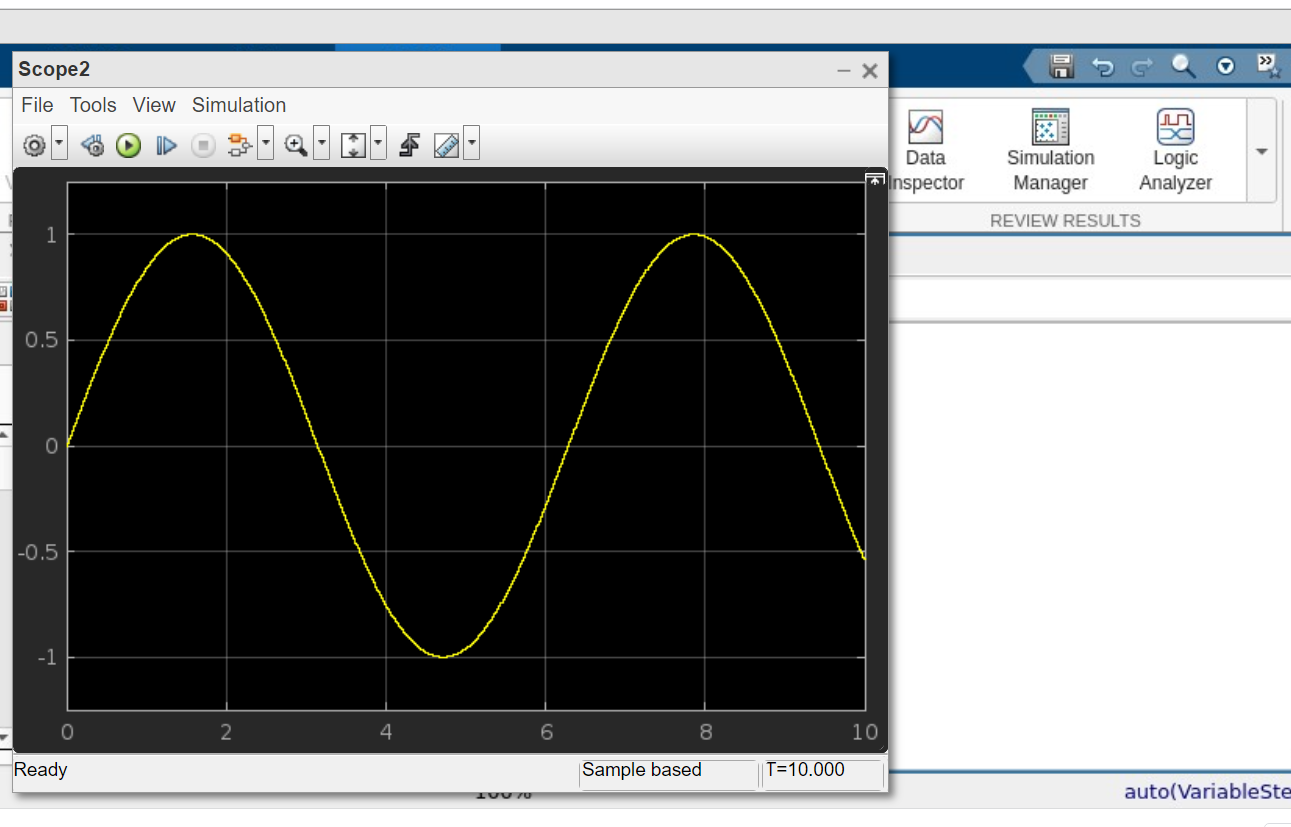 Scope2
File Tools View Simulation
Data
Inspector
Simulation
Manager
Logic
Analyzer
REVIEW RESULTS
1
0.5
0
-0.5
-1
0 2 4 6 8 10
Ready
Sample based
T=10.000
100%
auto(VariableSte